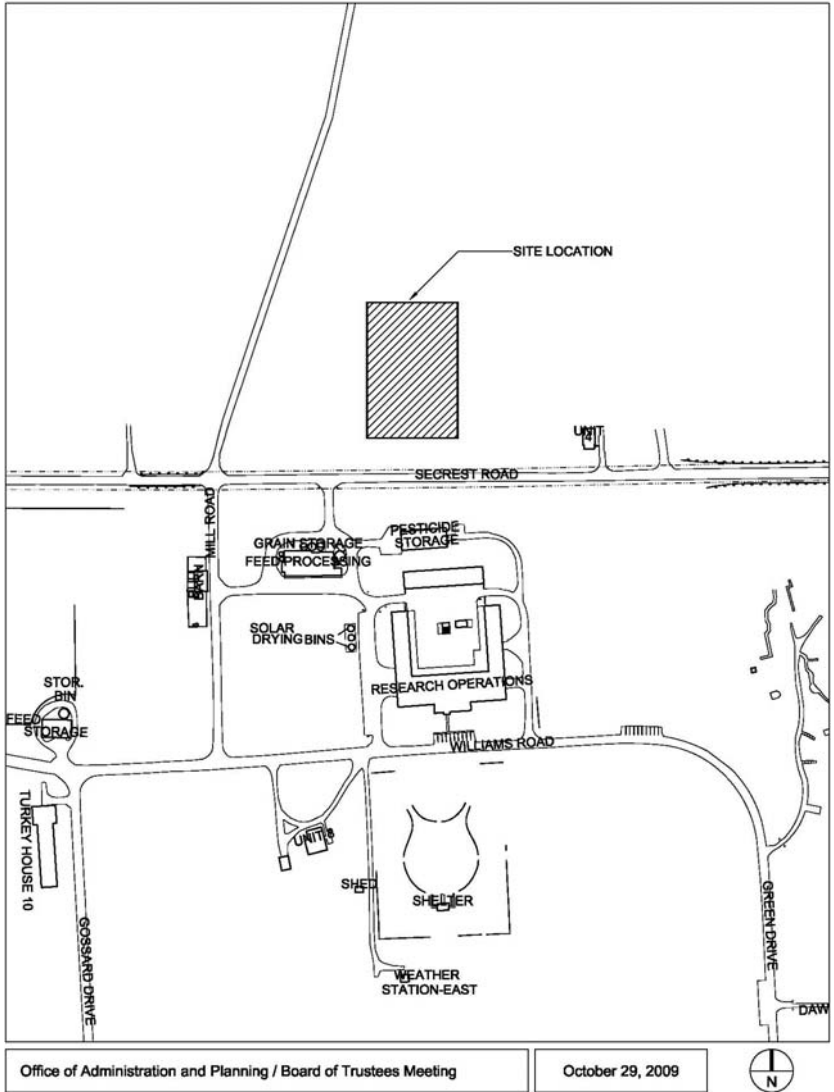 SITE LOCATION
UNIT
4
SECREST ROAD
MILL ROAD
GRAIN STORAGE
FEED PROCESSING
PESTICIDE
STORAGE
BARN
SOLAR
DRYING BINS
RESEARCH OPERATIONS
STOR.
BIN
FEED
STORAGE
WILLIAMS ROAD
TURKEY HOUSE 10
UNIT 8
SHED
SHELTER
GOSSARD DRIVE
GREEN DRIVE
WEATHER
STATION-EAST
DAW
Office of Administration and Planning / Board of Trustees Meeting
October 29, 2009
N